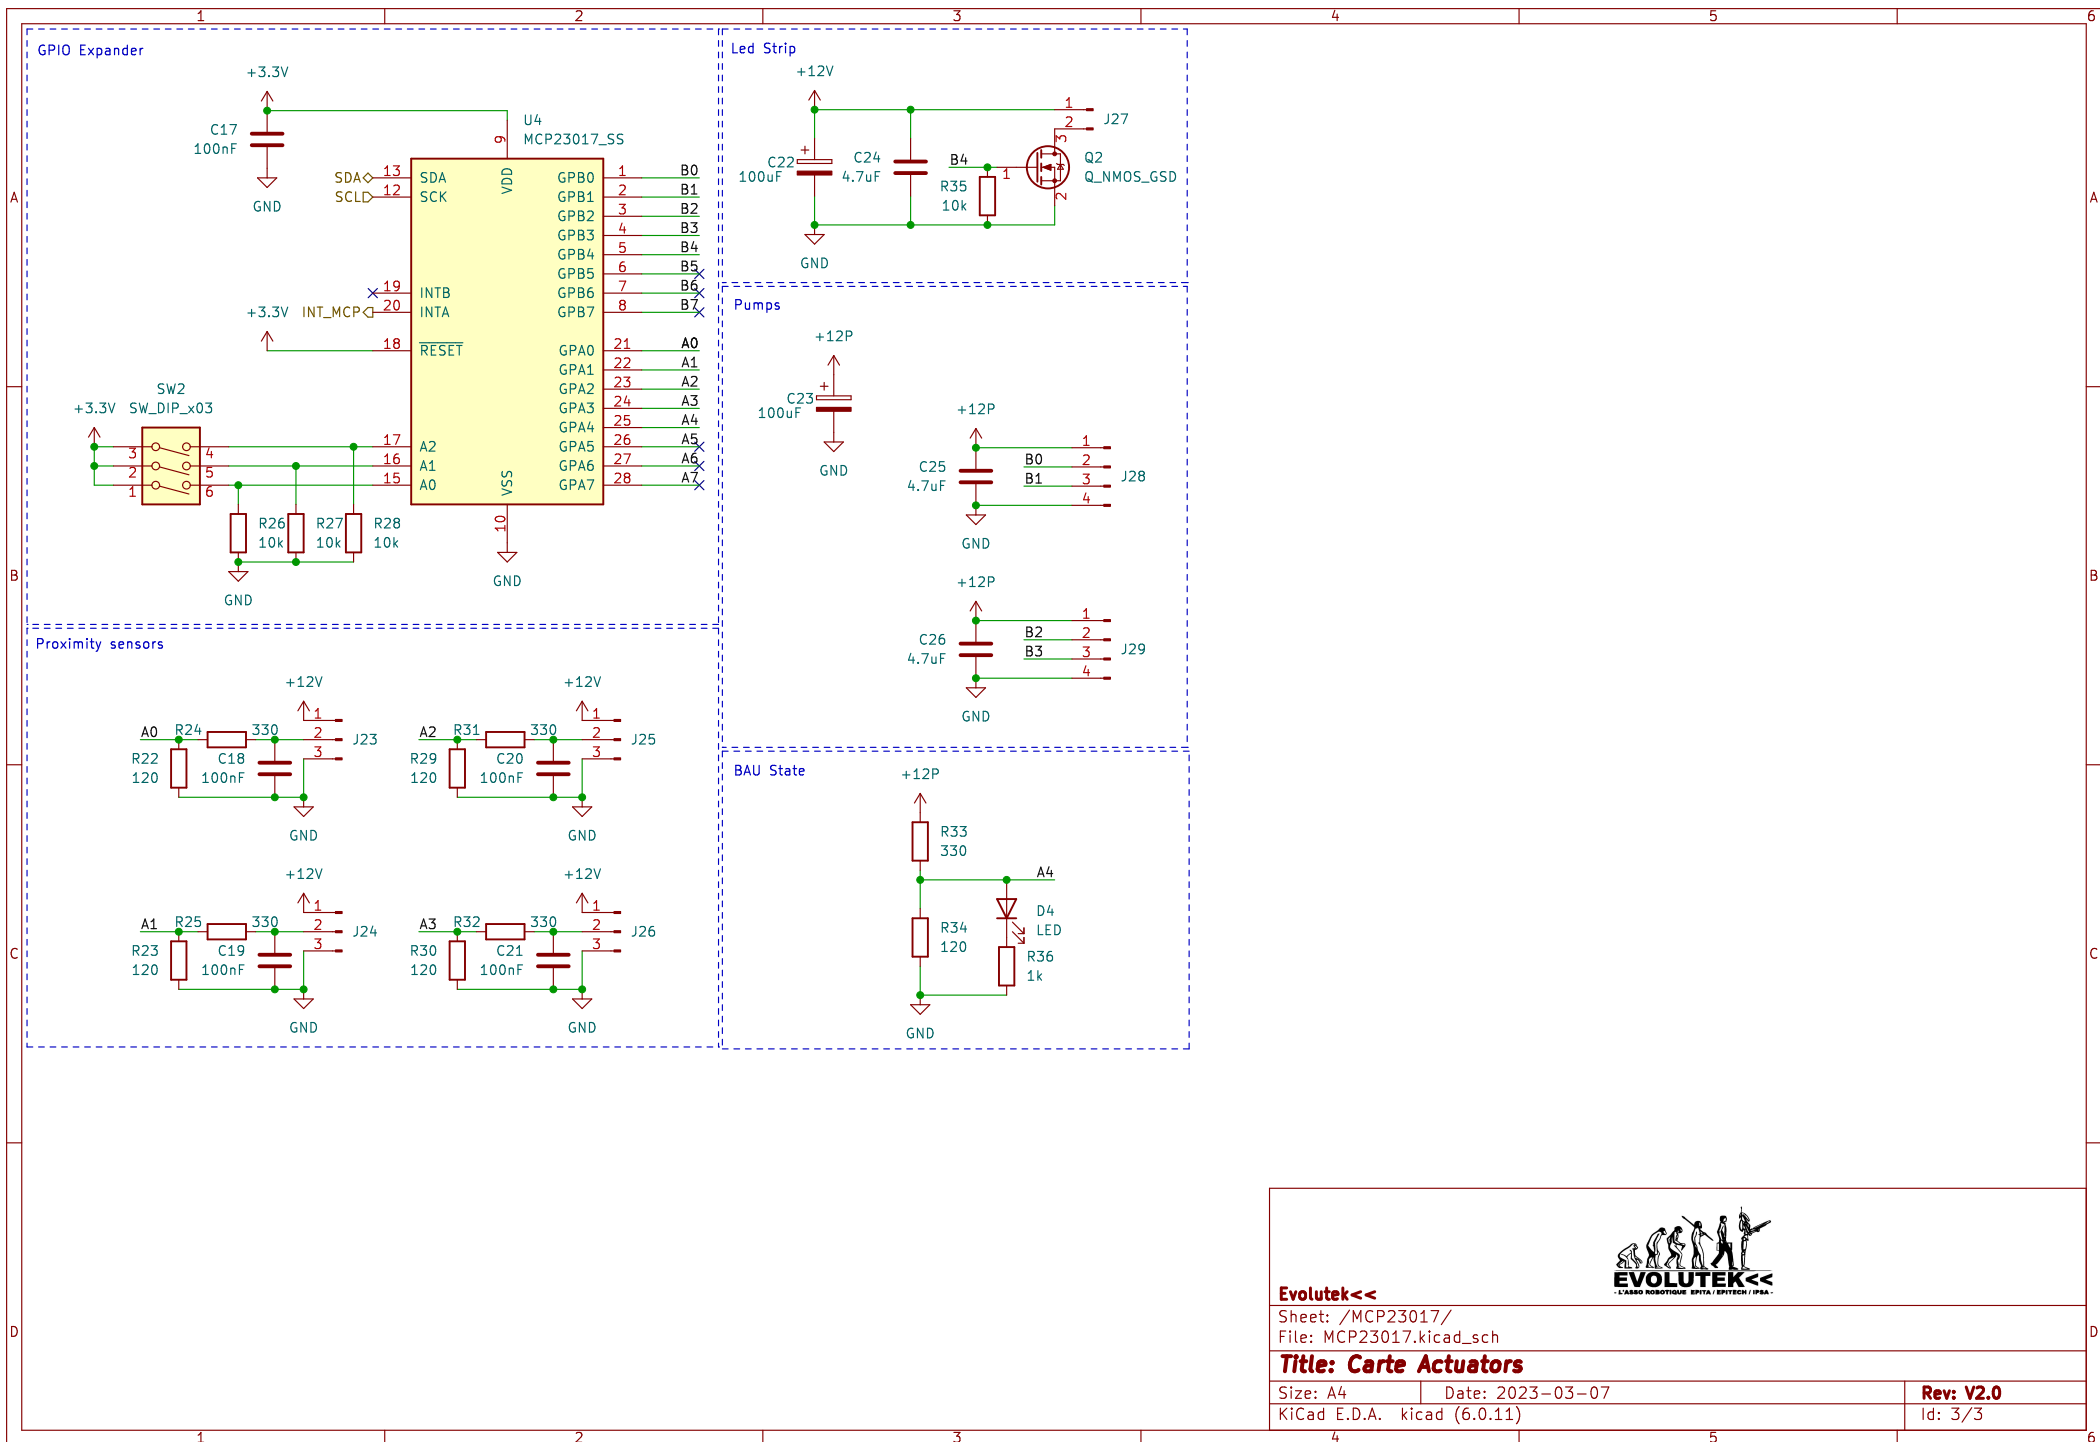 1 2 3 4 5 6
A
B
C
D
A
B
C
D
1 2 3 4 5 6
GPIO Expander
+3.3V
C17
100nF
GND
U4
MCP23017_SS
9
VDD
SDA 13 SDA
SCL 12 SCK
19 INTB
INT_MCP 20 INTA
+3.3V
18 RESET
17 A2
16 A1
15 A0
VSS
10
GND
GPB0 1 B0
GPB1 2 B1
GPB2 3 B2
GPB3 4 B3
GPB4 5 B4
GPB5 6 B5
GPB6 7 B6
GPB7 8 B7
GPA0 21 A0
GPA1 22 A1
GPA2 23 A2
GPA3 24 A3
GPA4 25 A4
GPA5 26 A5
GPA6 27 A6
GPA7 28 A7
SW2
+3.3V SW_DIP_x03
3 4
2 5
1 6
R26 R27 R28
10k 10k 10k
GND
Led Strip
+12V
C22
100uF
C24
4.7uF
B4
R35
10k
1
2
J27
3
1
2
Q2
Q_NMOS_GSD
GND
Pumps
+12P
C23
100uF
GND
+12P
C25
4.7uF
1
B0 2
B1 3
4
J28
GND
+12P
C26
4.7uF
1
B2 2
B3 3
4
J29
GND
Proximity sensors
+12V
A0 R24 330
R22
120
C18
100nF
1
2
3
J23
GND
+12V
A2 R31 330
R29
120
C20
100nF
1
2
3
J25
GND
+12V
A1 R25 330
R23
120
C19
100nF
1
2
3
J24
GND
+12V
A3 R32 330
R30
120
C21
100nF
1
2
3
J26
GND
BAU State
+12P
R33
330
A4
R34
120
D4
LED
R36
1k
GND
EVOLUTEK<<
- L'ASSO ROBOTIQUE EPITA / EPITECH / IPSA -
Evolutek<<
Sheet: /MCP23017/
File: MCP23017.kicad_sch
Title: Carte Actuators
Size: A4 Date: 2023-03-07 Rev: V2.0
KiCad E.D.A. kicad (6.0.11) Id: 3/3